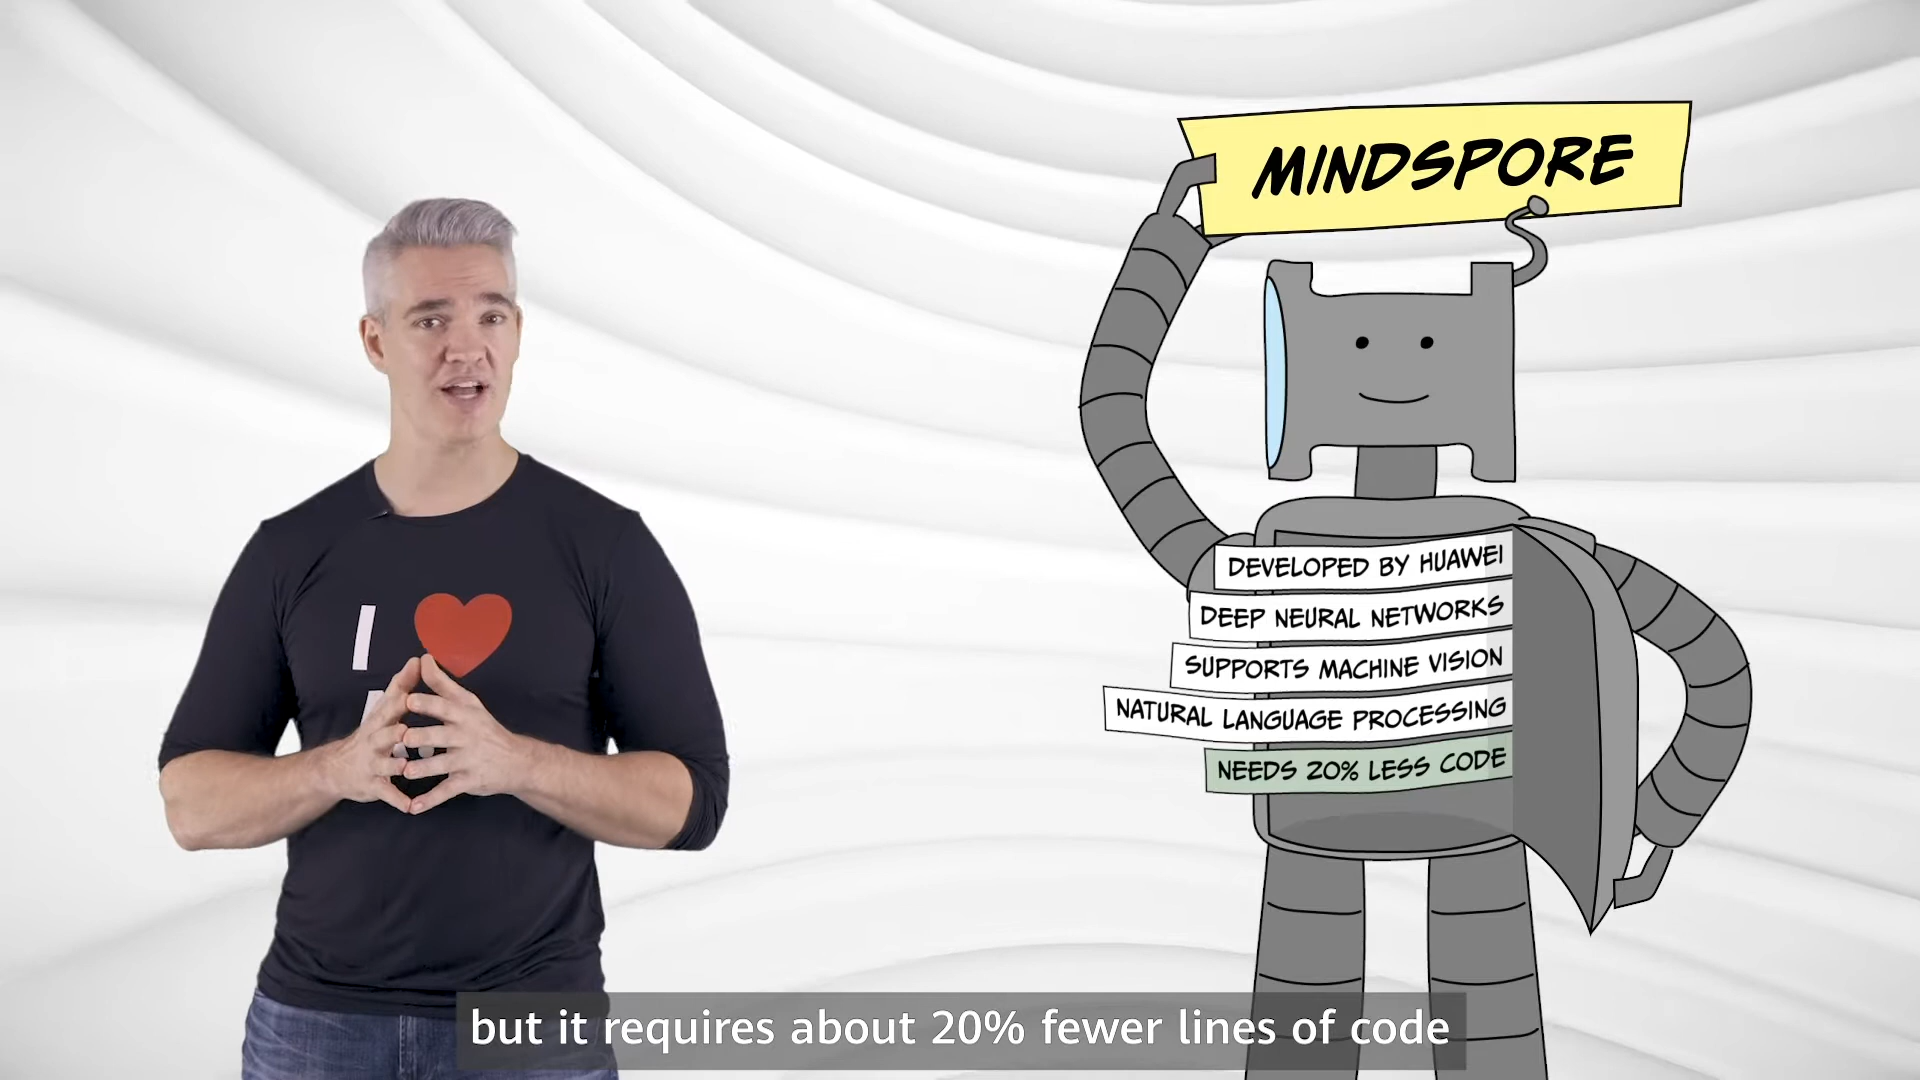 MINDSPORE
DEVELOPED BY HUAWEI
DEEP NEURAL NETWORKS
SUPPORTS MACHINE VISION
NATURAL LANGUAGE PROCESSING
NEEDS 20% LESS CODE
I
but it requires about 20% fewer lines of code